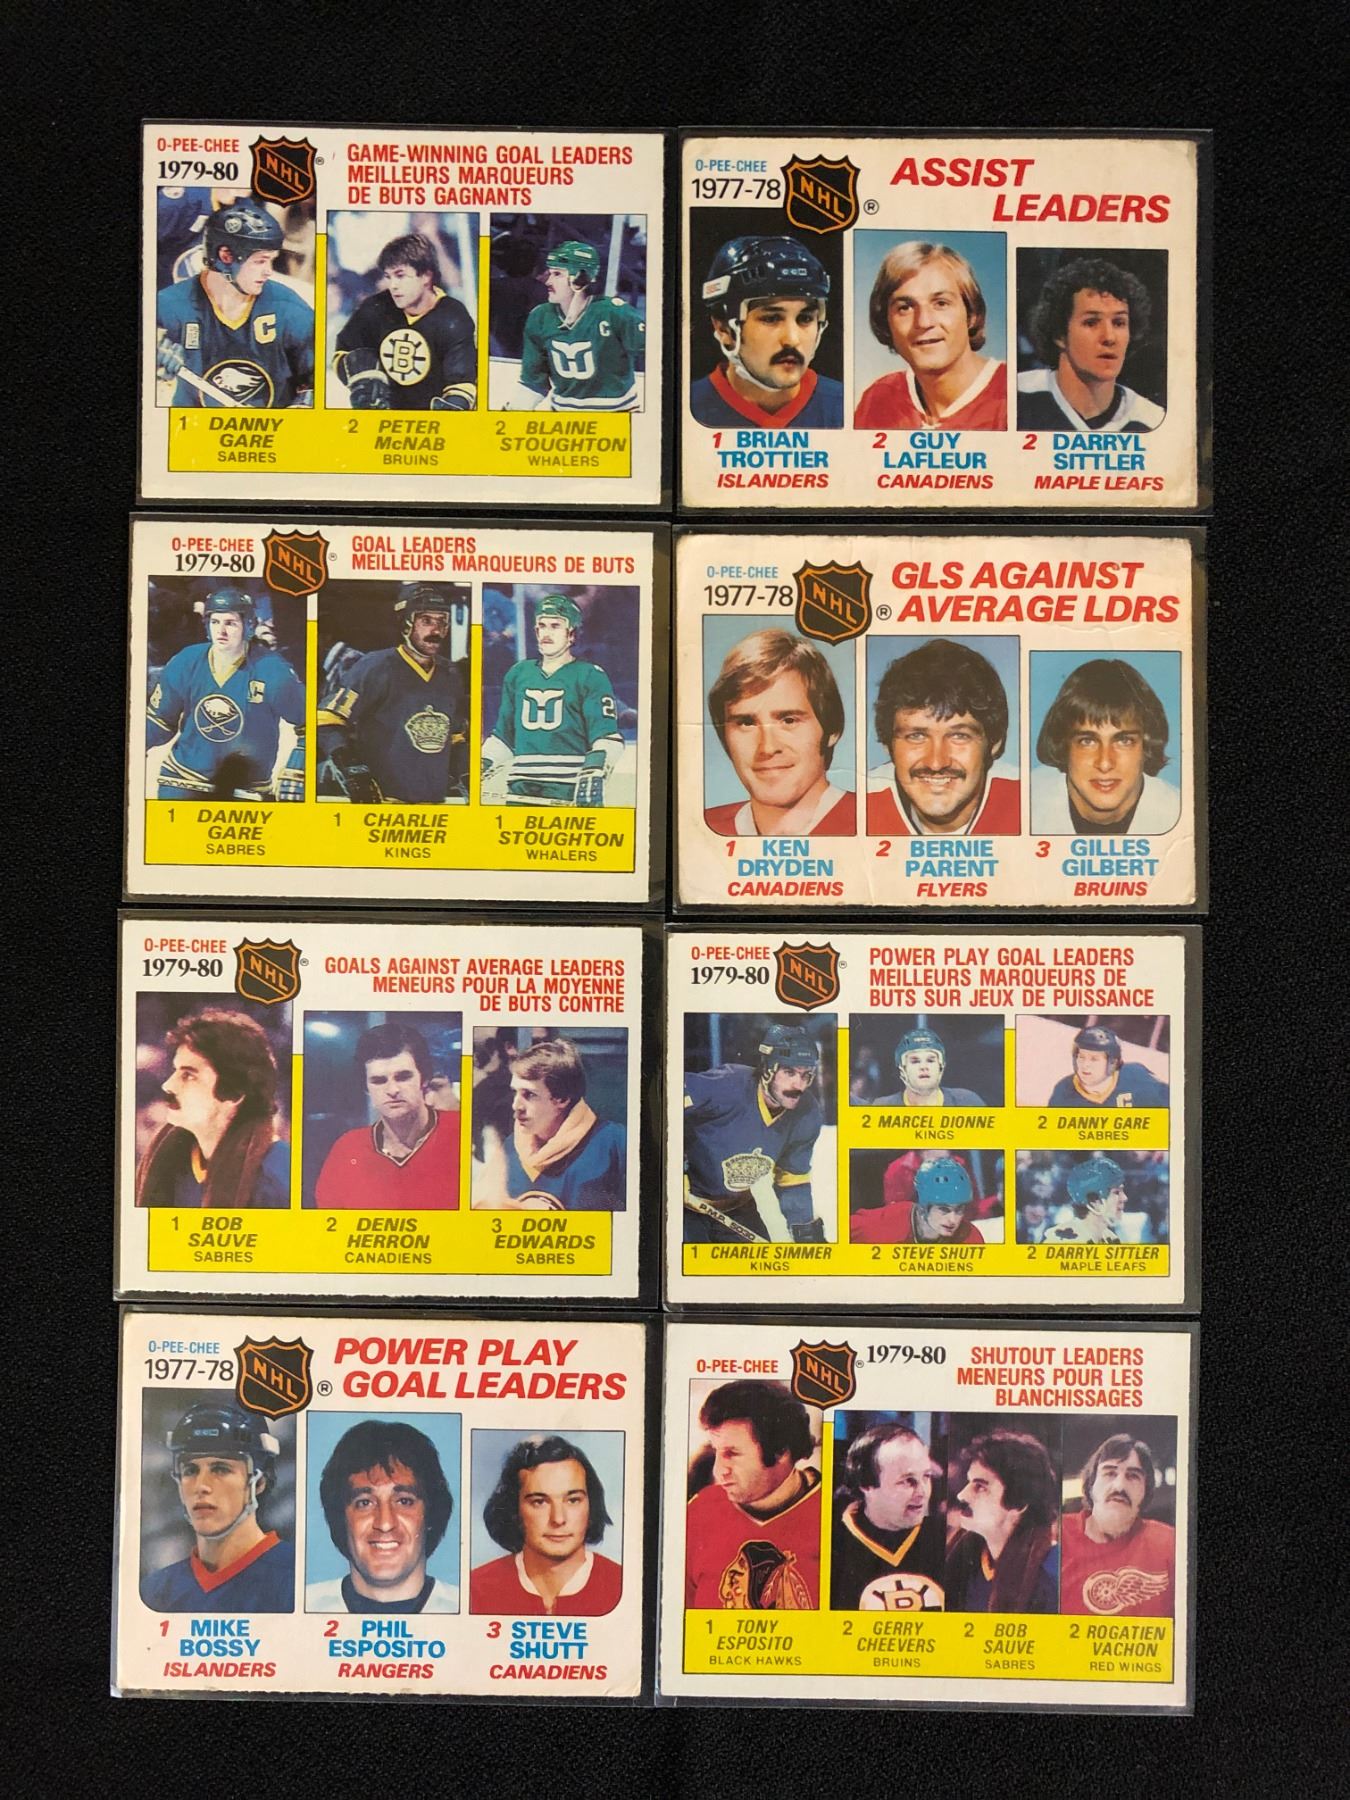 O-PEE-CHEE
1979-80
NHL
®
GAME-WINNING GOAL LEADERS
MEILLEURS MARQUEURS
DE BUTS GAGNANTS
C
B
C
1 DANNY GARE
SABRES
2 PETER McNAB
BRUINS
2 BLAINE STOUGHTON
WHALERS
O-PEE-CHEE
1977-78
NHL
®
ASSIST
LEADERS
1 BRIAN TROTTIER
ISLANDERS
2 GUY LAFLEUR
CANADIENS
2 DARRYL SITTLER
MAPLE LEAFS
O-PEE-CHEE
1979-80
NHL
®
GOAL LEADERS
MEILLEURS MARQUEURS DE BUTS
C
11
2
1 DANNY GARE
SABRES
1 CHARLIE SIMMER
KINGS
1 BLAINE STOUGHTON
WHALERS
O-PEE-CHEE
1977-78
NHL
®
GLS AGAINST
AVERAGE LDRS
1 KEN DRYDEN
CANADIENS
2 BERNIE PARENT
FLYERS
3 GILLES GILBERT
BRUINS
O-PEE-CHEE
1979-80
NHL
®
GOALS AGAINST AVERAGE LEADERS
MENEURS POUR LA MOYENNE
DE BUTS CONTRE
1 BOB SAUVE
SABRES
2 DENIS HERRON
CANADIENS
3 DON EDWARDS
SABRES
O-PEE-CHEE
1979-80
NHL
®
POWER PLAY GOAL LEADERS
MEILLEURS MARQUEURS DE
BUTS SUR JEUX DE PUISSANCE
2 MARCEL DIONNE
KINGS
2 DANNY GARE
SABRES
C
1 CHARLIE SIMMER
KINGS
2 STEVE SHUTT
CANADIENS
2 DARRYL SITTLER
MAPLE LEAFS
O-PEE-CHEE
1977-78
NHL
®
POWER PLAY
GOAL LEADERS
1 MIKE BOSSY
ISLANDERS
2 PHIL ESPOSITO
RANGERS
3 STEVE SHUTT
CANADIENS
O-PEE-CHEE
NHL
®
1979-80
SHUTOUT LEADERS
MENEURS POUR LES
BLANCHISSAGES
B
1 TONY ESPOSITO
BLACK HAWKS
2 GERRY CHEEVERS
BRUINS
2 BOB SAUVE
SABRES
2 ROGATIEN VACHON
RED WINGS